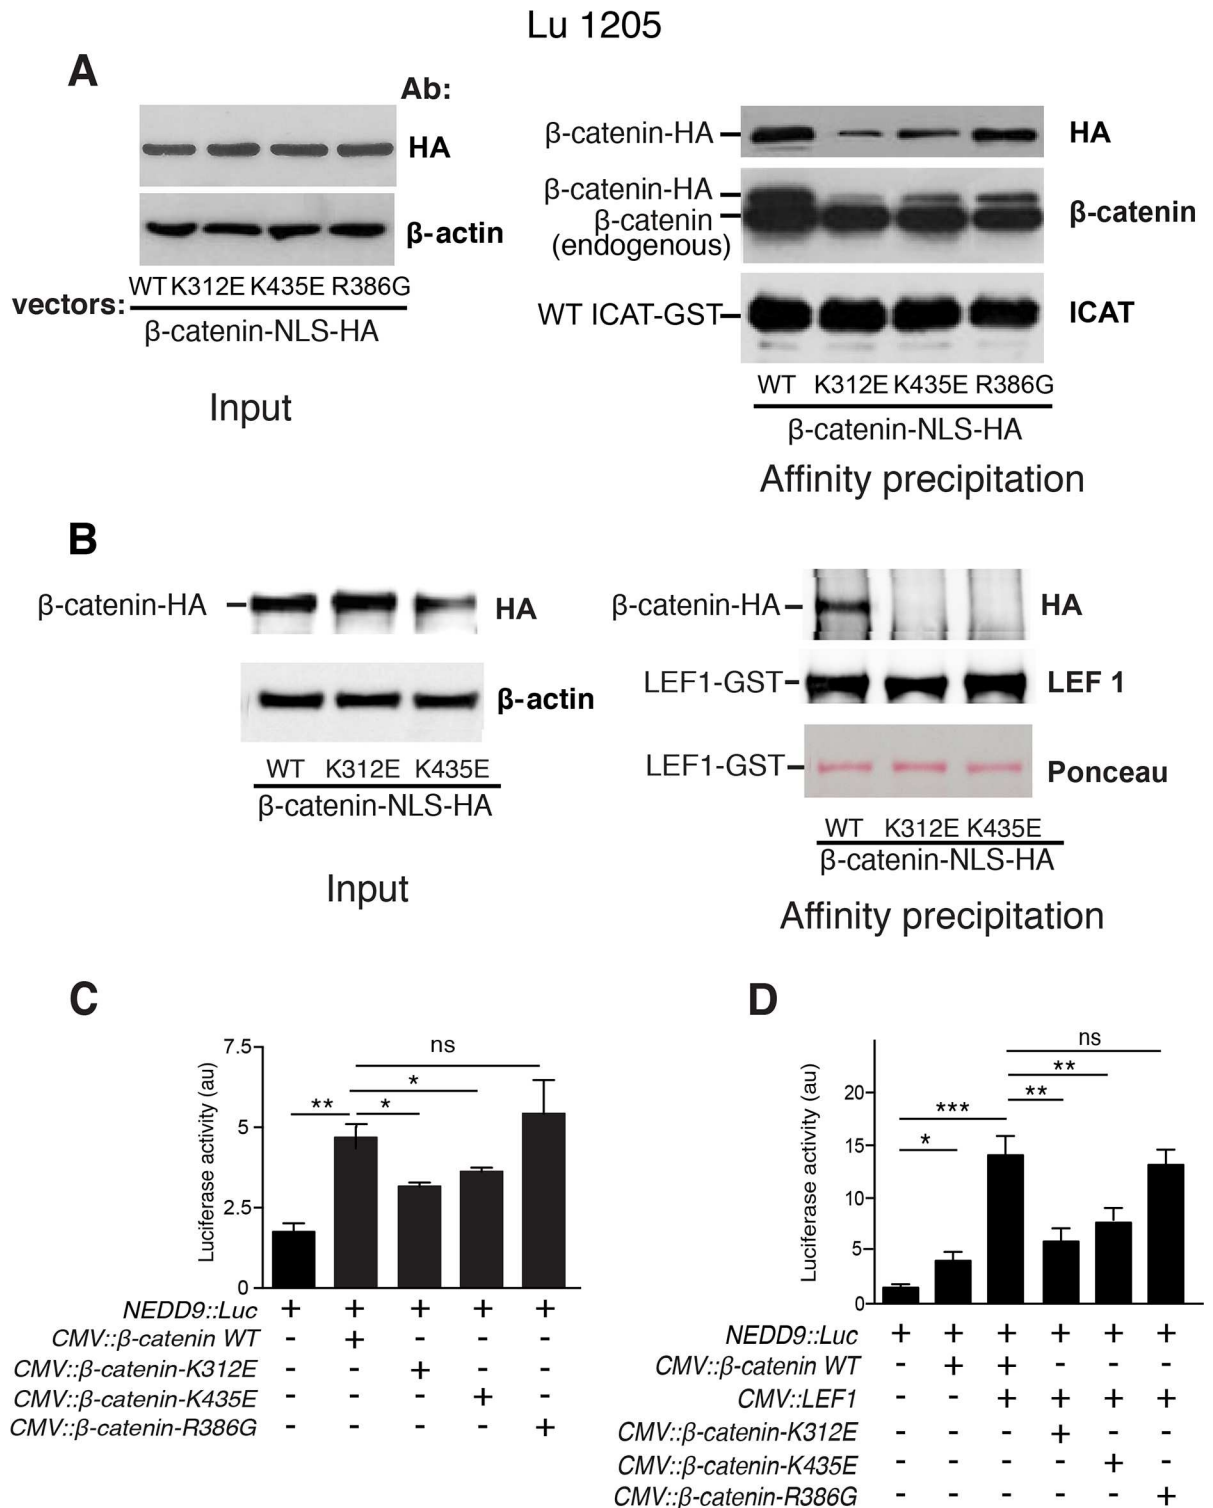 Lu 1205
A
Ab:
HA
β-actin
WT K312E K435E R386G
vectors:
β-catenin-NLS-HA
Input
β-catenin-HA
HA
β-catenin-HA
β-catenin
(endogenous)
β-catenin
WT ICAT-GST
ICAT
WT K312E K435E R386G
β-catenin-NLS-HA
Affinity precipitation
B
β-catenin-HA
HA
β-actin
WT K312E K435E
β-catenin-NLS-HA
Input
β-catenin-HA
HA
LEF1-GST
LEF 1
LEF1-GST
Ponceau
WT K312E K435E
β-catenin-NLS-HA
Affinity precipitation
C
Luciferase activity (au)
7.5
5
2.5
0
ns
*
** *
NEDD9::Luc + + + + +
CMV::β-catenin WT - + - - -
CMV::β-catenin-K312E - - + - -
CMV::β-catenin-K435E - - - + -
CMV::β-catenin-R386G - - - - +
D
Luciferase activity (au)
20
15
10
5
0
ns
**
**
***
*
NEDD9::Luc + + + + + +
CMV::β-catenin WT - + + - - -
CMV::LEF1 - - + + + +
CMV::β-catenin-K312E - - - + - -
CMV::β-catenin-K435E - - - - + -
CMV::β-catenin-R386G - - - - - +